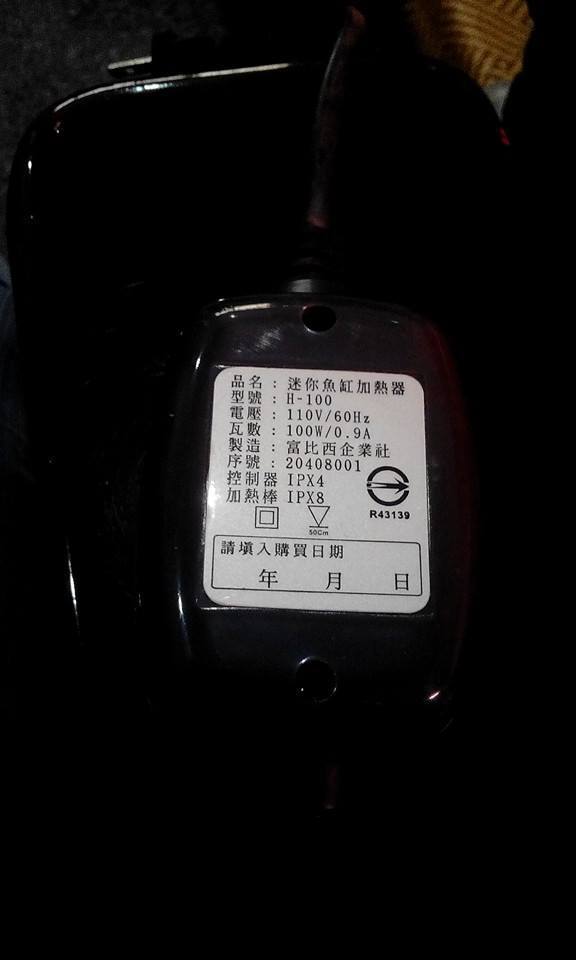 品名：迷你魚缸加熱器
型號：H-100
電壓：110V/60Hz
瓦數：100W/0.9A
製造：富比西企業社
序號：20408001
控制器 IPX4
加熱棒 IPX8
R43139
50Cm
請填入購買日期
年 月 日